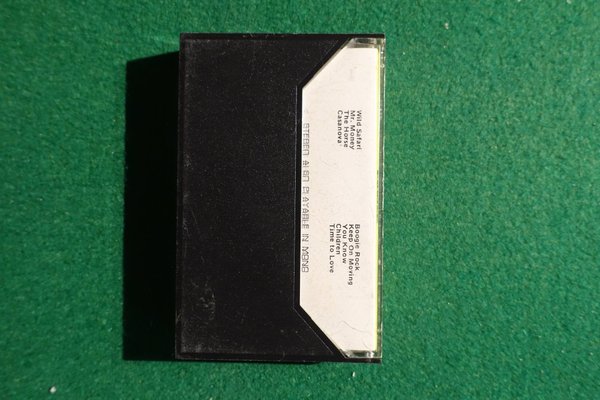 Wild Safari
Mr. Money
The Horse
Casanova'
Boogie Rock
Keep On Moving
You Know
Children
Time to Love
STEREO ALSO PLAYABLE IN MONO